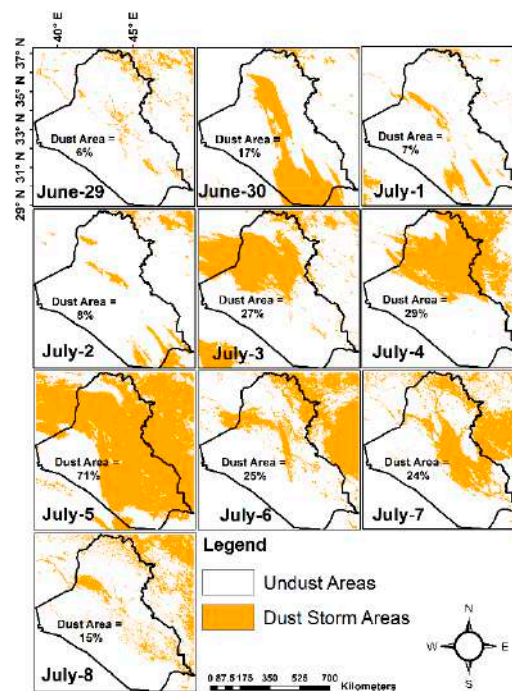 40° E 45° E
37° N
35° N
33° N
31° N
29° N
Dust Area =
6%
June-29
Dust Area =
17%
June-30
Dust Area =
7%
July-1
Dust Area =
8%
July-2
Dust Area =
27%
July-3
Dust Area =
29%
July-4
Dust Area =
71%
July-5
Dust Area =
25%
July-6
Dust Area =
24%
July-7
Dust Area =
15%
July-8
Legend
Undust Areas
Dust Storm Areas
N
W E
S
0 87.5 175 350 525 700
Kilometers